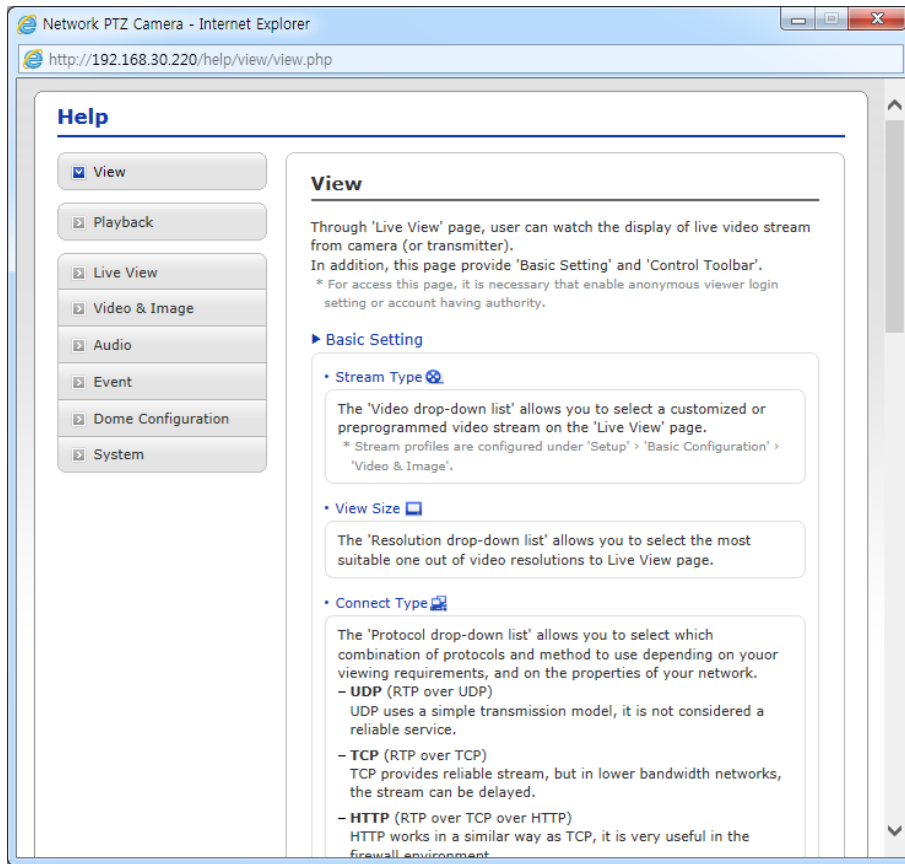 Network PTZ Camera - Internet Explorer
http://192.168.30.220/help/view/view.php
Help
View
Playback
Live View
Video & Image
Audio
Event
Dome Configuration
System
View
Through 'Live View' page, user can watch the display of live video stream
from camera (or transmitter).
In addition, this page provide 'Basic Setting' and 'Control Toolbar'.
* For access this page, it is necessary that enable anonymous viewer login
setting or account having authority.
Basic Setting
• Stream Type
The 'Video drop-down list' allows you to select a customized or
preprogrammed video stream on the 'Live View' page.
* Stream profiles are configured under 'Setup' > 'Basic Configuration' >
'Video & Image'.
• View Size
The 'Resolution drop-down list' allows you to select the most
suitable one out of video resolutions to Live View page.
• Connect Type
The 'Protocol drop-down list' allows you to select which
combination of protocols and method to use depending on youor
viewing requirements, and on the properties of your network.
– UDP (RTP over UDP)
UDP uses a simple transmission model, it is not considered a
reliable service.
– TCP (RTP over TCP)
TCP provides reliable stream, but in lower bandwidth networks,
the stream can be delayed.
– HTTP (RTP over TCP over HTTP)
HTTP works in a similar way as TCP, it is very useful in the
firewall environment